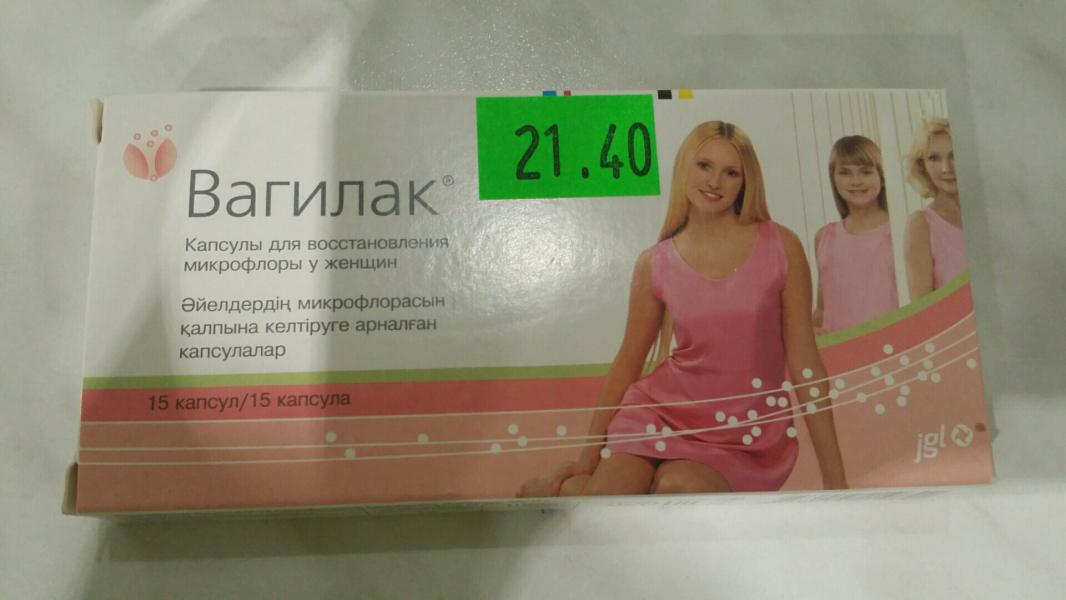 21.40
Вагилак®
Капсулы для восстановления
микрофлоры у женщин
Әйелдердің микрофлорасын
қалпына келтіруге арналған
капсулалар
15 капсул/15 капсула
jgl